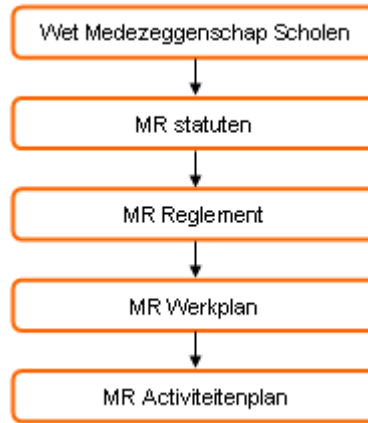 Wet Medezeggenschap Scholen
MR statuten
MR Reglement
MR Werkplan
MR Activiteitenplan